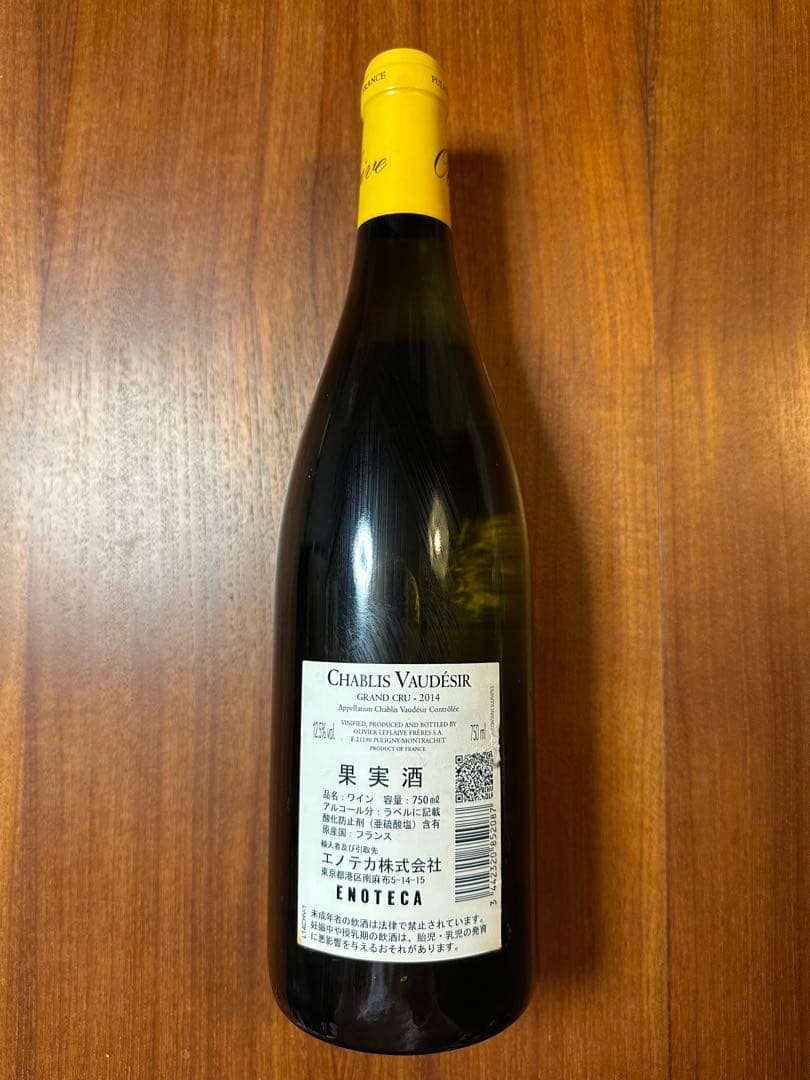 FRANCE
CHABLIS VAUDÉSIR
GRAND CRU - 2014
Appellation Chablis Vaudésir Contrôlée
12.5% vol.
VINIFIED, PRODUCED AND BOTTLED BY
OLIVIER LEFLAIVE FRÈRES S.A.
F 21190 PULIGNY-MONTRACHET
PRODUCT OF FRANCE
750 ml
果実酒
品名：ワイン 容量：750mℓ
アルコール分：ラベルに記載
酸化防止剤（亜硫酸塩）含有
原産国：フランス
輸入者及び引取先
エノテカ株式会社
東京都港区南麻布5-14-15
ENOTECA
3 442320 852087
未成年者の飲酒は法律で禁止されています。
妊娠中や授乳期の飲酒は、胎児・乳児の発育
に悪影響を与えるおそれがあります。